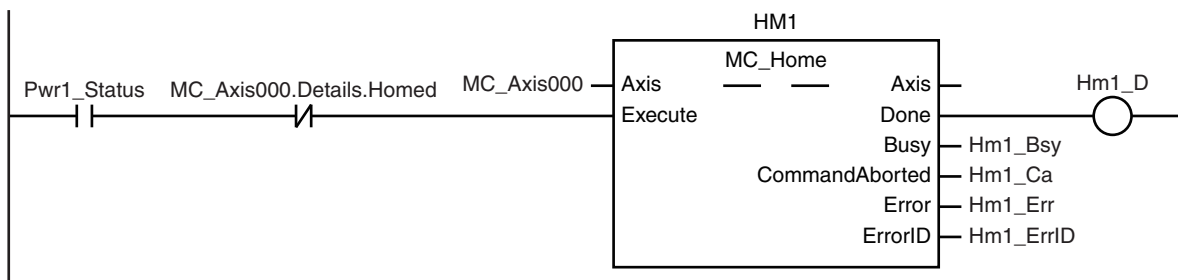 HM1
MC_Home
Pwr1_Status MC_Axis000.Details.Homed MC_Axis000 Axis Axis Hm1_D
Execute Done
Busy Hm1_Bsy
CommandAborted Hm1_Ca
Error Hm1_Err
ErrorID Hm1_ErrID